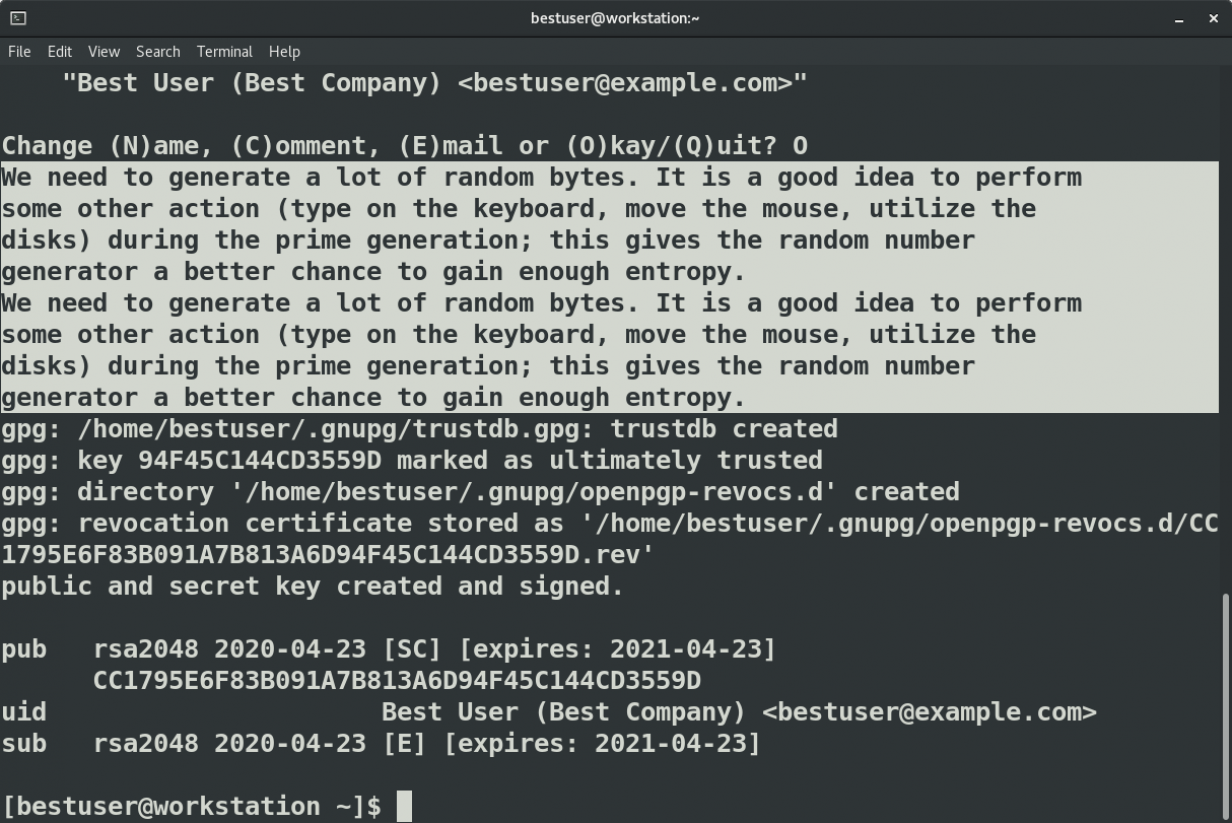 bestuser@workstation:~
File Edit View Search Terminal Help
"Best User (Best Company) <bestuser@example.com>"
Change (N)ame, (C)omment, (E)mail or (O)kay/(Q)uit? O
We need to generate a lot of random bytes. It is a good idea to perform
some other action (type on the keyboard, move the mouse, utilize the
disks) during the prime generation; this gives the random number
generator a better chance to gain enough entropy.
We need to generate a lot of random bytes. It is a good idea to perform
some other action (type on the keyboard, move the mouse, utilize the
disks) during the prime generation; this gives the random number
generator a better chance to gain enough entropy.
gpg: /home/bestuser/.gnupg/trustdb.gpg: trustdb created
gpg: key 94F45C144CD3559D marked as ultimately trusted
gpg: directory '/home/bestuser/.gnupg/openpgp-revocs.d' created
gpg: revocation certificate stored as '/home/bestuser/.gnupg/openpgp-revocs.d/CC
1795E6F83B091A7B813A6D94F45C144CD3559D.rev'
public and secret key created and signed.
pub   rsa2048 2020-04-23 [SC] [expires: 2021-04-23]
      CC1795E6F83B091A7B813A6D94F45C144CD3559D
uid                      Best User (Best Company) <bestuser@example.com>
sub   rsa2048 2020-04-23 [E] [expires: 2021-04-23]
[bestuser@workstation ~]$